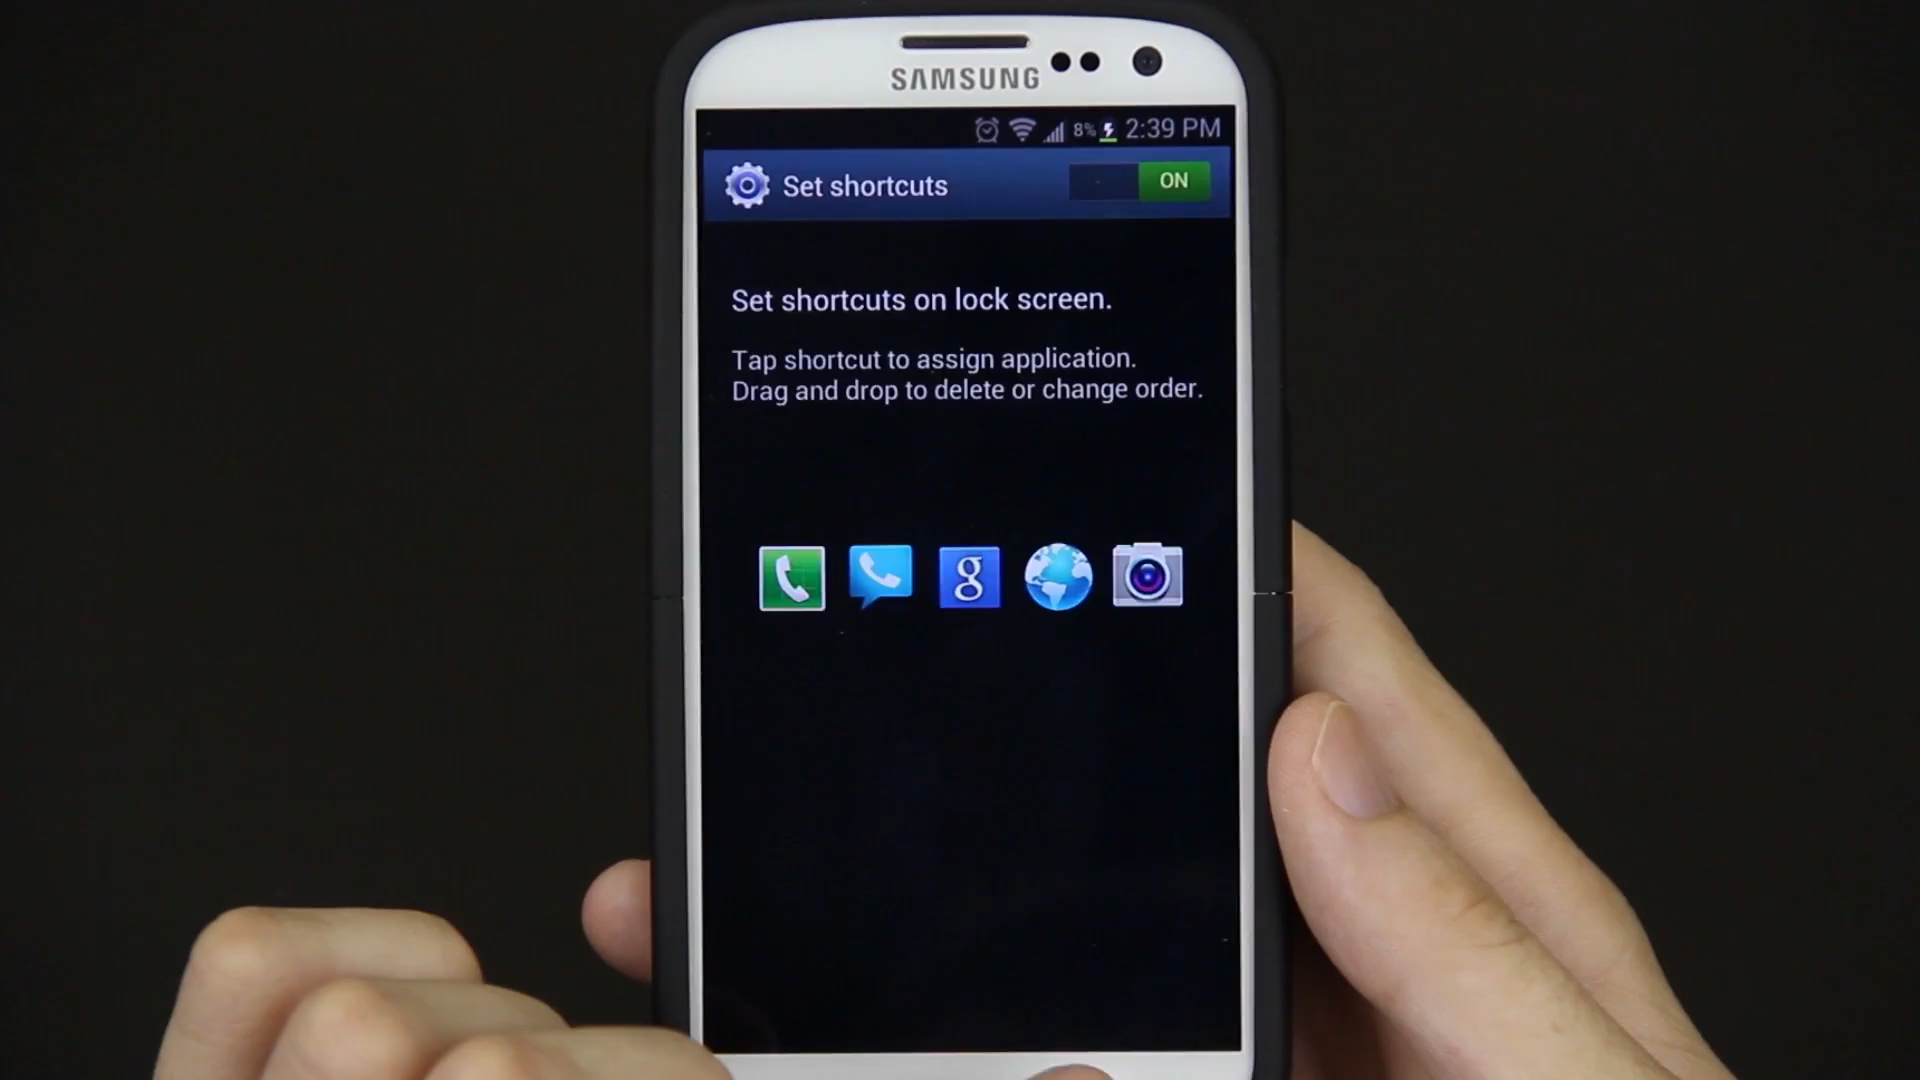 SAMSUNG
8% 2:39 PM
Set shortcuts
ON
Set shortcuts on lock screen.
Tap shortcut to assign application.
Drag and drop to delete or change order.
g